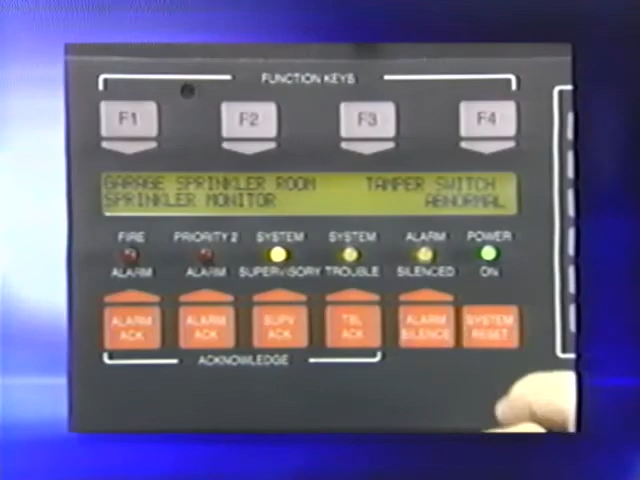 FUNCTION KEYS
F1 F2 F3 F4
GARAGE SPRINKLER ROOM TAMPER SWITCH
SPRINKLER MONITOR ABNORMAL
FIRE PRIORITY 2 SYSTEM SYSTEM ALARM POWER
ALARM ALARM SUPERVISORY TROUBLE SILENCED ON
ALARM ALARM SUPV TBL ALARM SYSTEM
ACK ACK ACK ACK SILENCE RESET
ACKNOWLEDGE